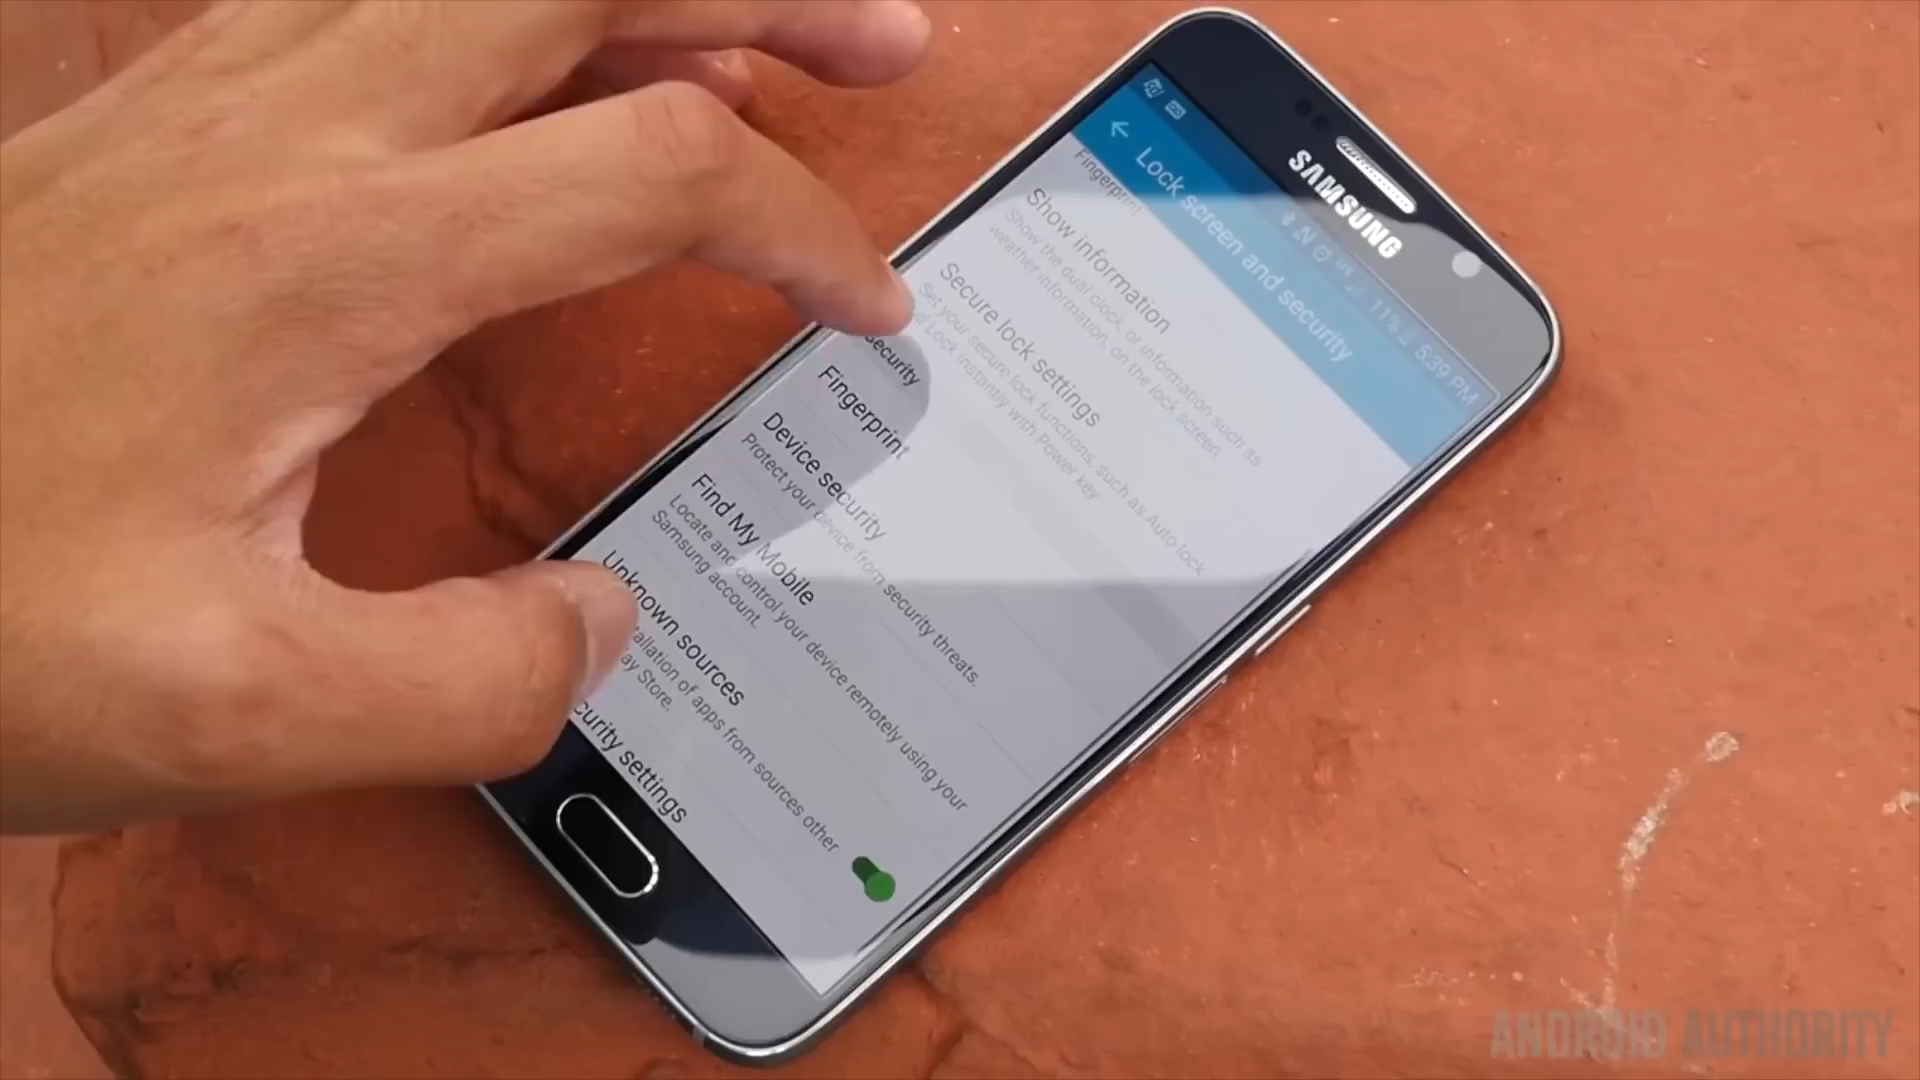 SAMSUNG
11% 5:39 PM
Lock screen and security
Fingerprint
Show information
Show the dual clock, or information such as
weather information, on the lock screen
Secure lock settings
Set your secure lock functions, such as Auto lock
Lock instantly with Power key
security
Fingerprint
Device security
Protect your device from security threats.
Find My Mobile
Locate and control your device remotely using your
Samsung account.
Unknown sources
tallation of apps from sources other
ay Store.
curity settings
ANDROID AUTHORITY